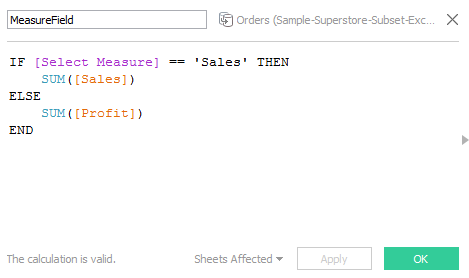 MeasureField
Orders (Sample-Superstore-Subset-Exc...
IF [Select Measure] == 'Sales' THEN
    SUM([Sales])
ELSE
    SUM([Profit])
END
The calculation is valid.
Sheets Affected
Apply
OK